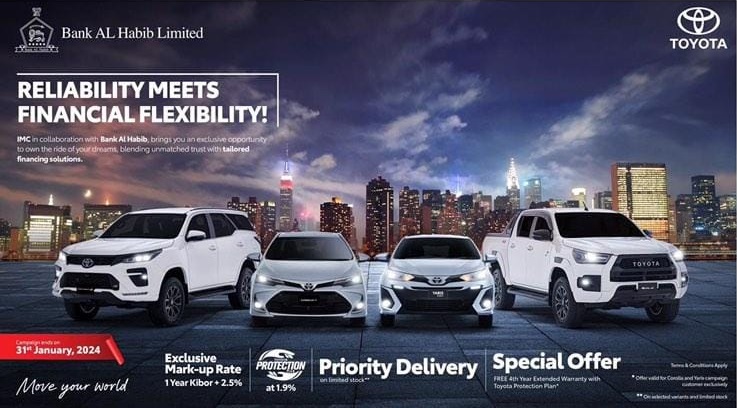 Bank AL Habib Limited
TOYOTA
RELIABILITY MEETS
FINANCIAL FLEXIBILITY!
IMC in collaboration with Bank Al Habib, brings you an exclusive opportunity
to own the ride of your dreams, blending unmatched trust with tailored
financing solutions.
TOYOTA
Campaign ends on
31st January, 2024
Move your world
Exclusive
Mark-up Rate
1 Year Kibor + 2.5%
PROTECTION
at 1.9%
Priority Delivery
on limited stock**
Special Offer
FREE 4th Year Extended Warranty with
Toyota Protection Plan*
Terms & Conditions Apply
* Offer valid for Corolla and Yaris campaign
customer exclusively
** On selected variants and limited stock